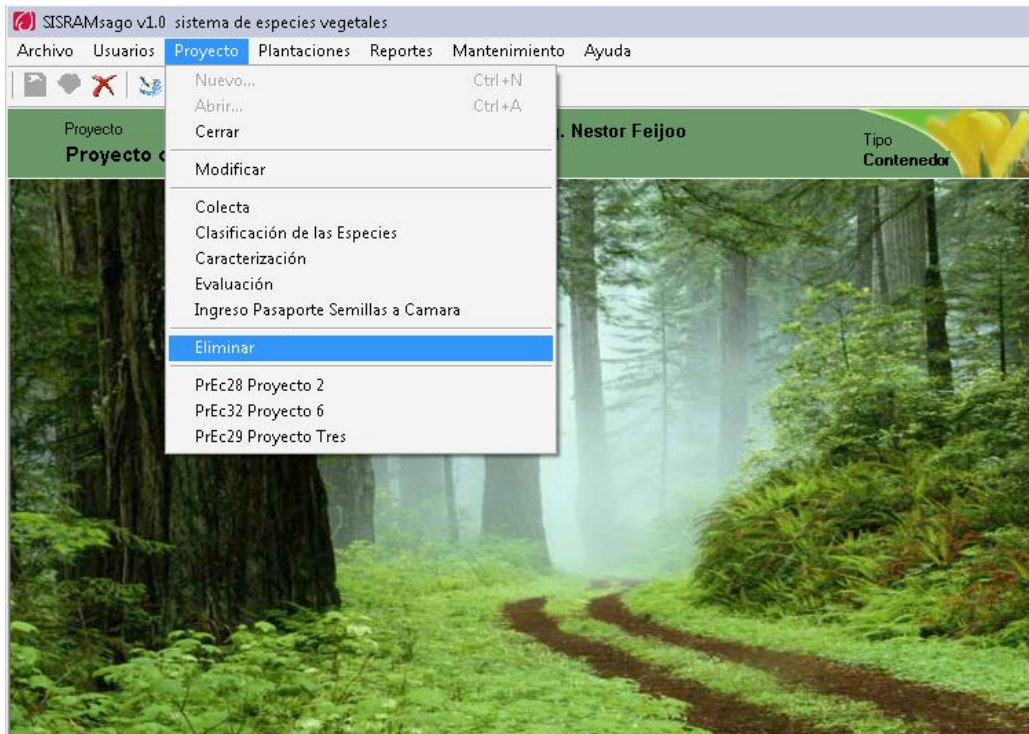 SISRAMsago v1.0 sistema de especies vegetales
Archivo Usuarios Proyecto Plantaciones Reportes Mantenimiento Ayuda
Nuevo... Ctrl+N
Abrir... Ctrl+A
Cerrar
Modificar
Colecta
Clasificación de las Especies
Caracterización
Evaluación
Ingreso Pasaporte Semillas a Camara
Eliminar
PrEc28 Proyecto 2
PrEc32 Proyecto 6
PrEc29 Proyecto Tres
Proyecto
Proyecto
Nestor Feijoo
Tipo
Contenedor